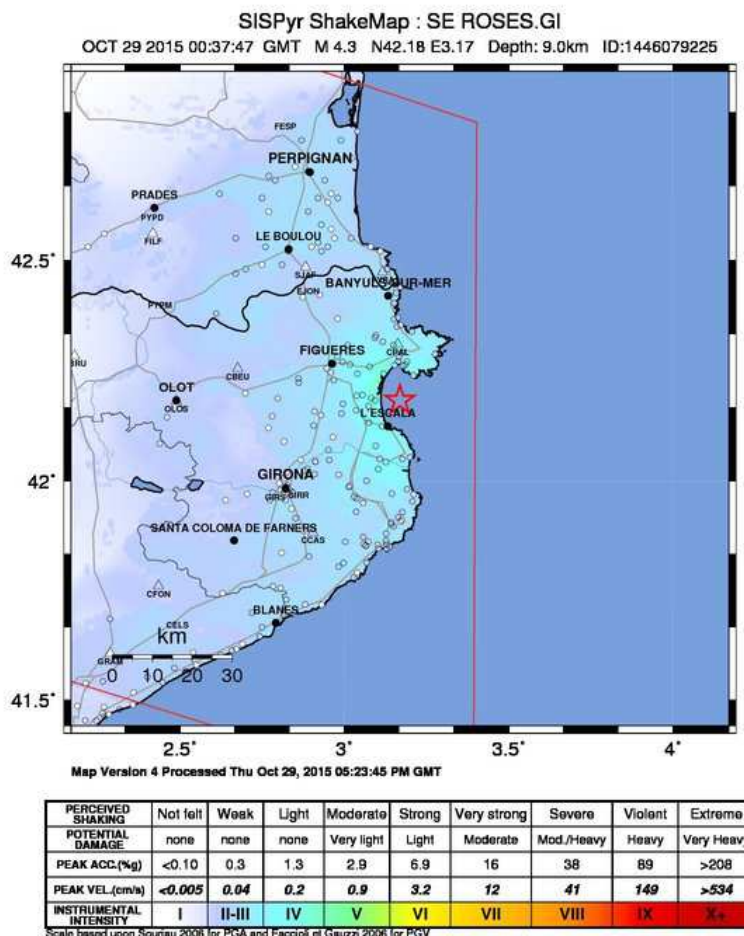 SISPyr ShakeMap : SE ROSES.GI
OCT 29 2015 00:37:47 GMT M 4.3 N42.18 E3.17 Depth: 9.0km ID:1446079225
FESP
PERPIGNAN
PRADES
PYPD
FILF
LE BOULOU
42.5°
SJAF
BANYULS-SUR-MER
EJON
PYPM
CPAL
FIGUERES
BRU
CBEU
OLOT
OLOS
L'ESCALA
42°
GIRONA
GIRS GIRR
SANTA COLOMA DE FARNERS
CCAS
CFON
BLANES
CELS
km
GRAM
0 10 20 30
41.5°
2.5° 3° 3.5° 4°
Map Version 4 Processed Thu Oct 29, 2015 05:23:45 PM GMT
PERCEIVED SHAKING Not felt Weak Light Moderate Strong Very strong Severe Violent Extreme
POTENTIAL DAMAGE none none none Very light Light Moderate Mod./Heavy Heavy Very Heavy
PEAK ACC.(%g) <0.10 0.3 1.3 2.9 6.9 16 38 89 >208
PEAK VEL.(cm/s) <0.005 0.04 0.2 0.9 3.2 12 41 149 >534
INSTRUMENTAL INTENSITY I II-III IV V VI VII VIII IX X+
Scale based upon Souriau 2006 for PGA and Faccioli et Cauzzi 2006 for PGV